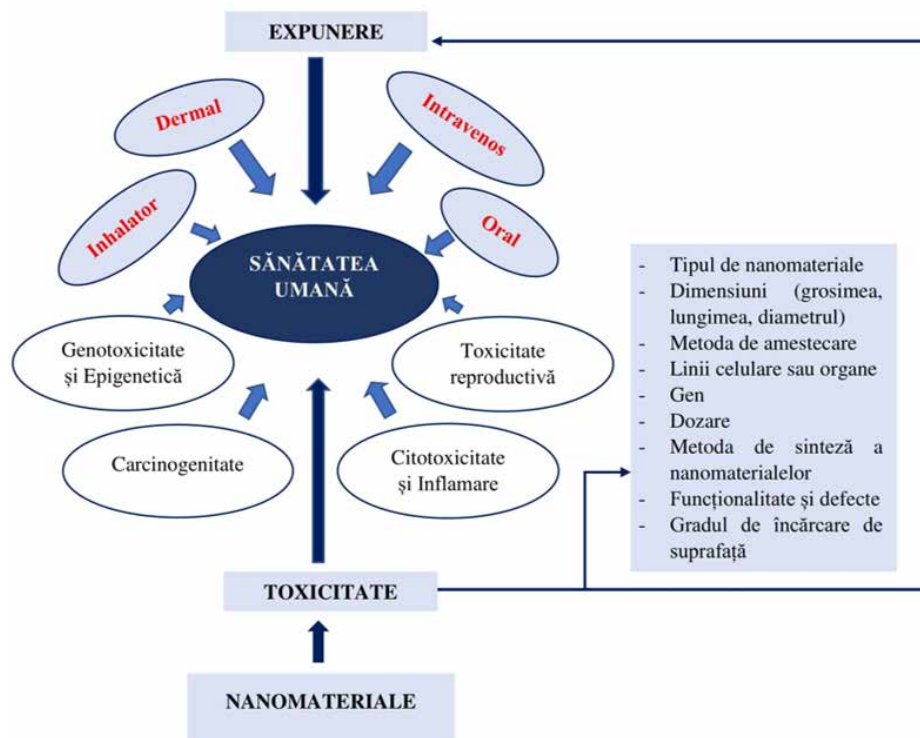 EXPUNERE
Dermal
Intravenos
Inhalator
Oral
SĂNĂTATEA
UMANĂ
Genotoxicitate
și Epigenetică
Toxicitate
reproductivă
Carcinogenitate
Citotoxicitate
și Inflamare
- Tipul de nanomateriale
- Dimensiuni (grosimea,
lungimea, diametrul)
- Metoda de amestecare
- Linii celulare sau organe
- Gen
- Dozare
- Metoda de sinteză a
nanomaterialelor
- Funcționalitate și defecte
- Gradul de încărcare de
suprafață
TOXICITATE
NANOMATERIALE